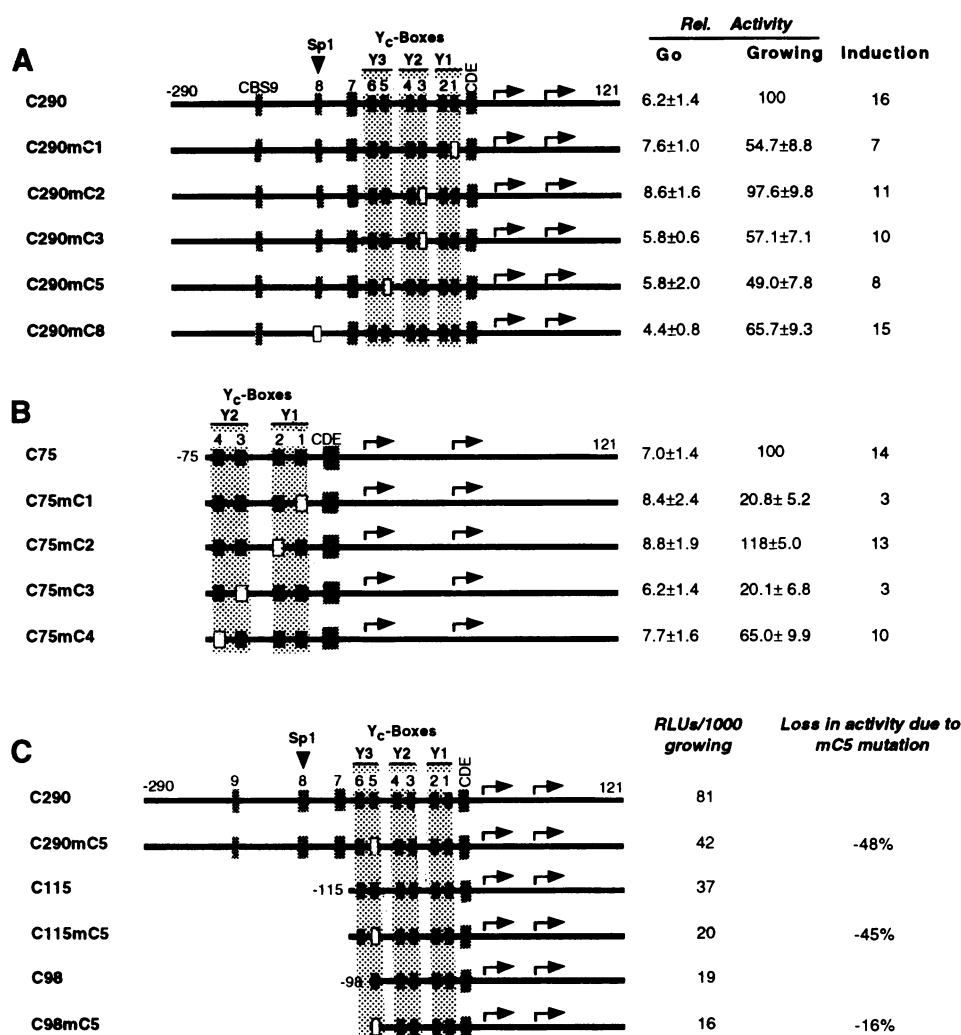 Rel. Activity
Go Growing Induction
A
Yc-Boxes
Sp1 Y3 Y2 Y1
-290 CBS9 8 7 6 5 4 3 2 1 CDE 121
C290 6.2±1.4 100 16
C290mC1 7.6±1.0 54.7±8.8 7
C290mC2 8.6±1.6 97.6±9.8 11
C290mC3 5.8±0.6 57.1±7.1 10
C290mC5 5.8±2.0 49.0±7.8 8
C290mC8 4.4±0.8 65.7±9.3 15
B
Yc-Boxes
Y2 Y1
4 3 2 1 CDE
C75 -75 121 7.0±1.4 100 14
C75mC1 8.4±2.4 20.8± 5.2 3
C75mC2 8.8±1.9 118±5.0 13
C75mC3 6.2±1.4 20.1± 6.8 3
C75mC4 7.7±1.6 65.0± 9.9 10
C
RLUs/1000 growing
Loss in activity due to mC5 mutation
Yc-Boxes
Sp1 Y3 Y2 Y1
-290 9 8 7 6 5 4 3 2 1 CDE 121
C290 81
C290mC5 42 -48%
C115 -115 37
C115mC5 20 -45%
C98 -98 19
C98mC5 16 -16%